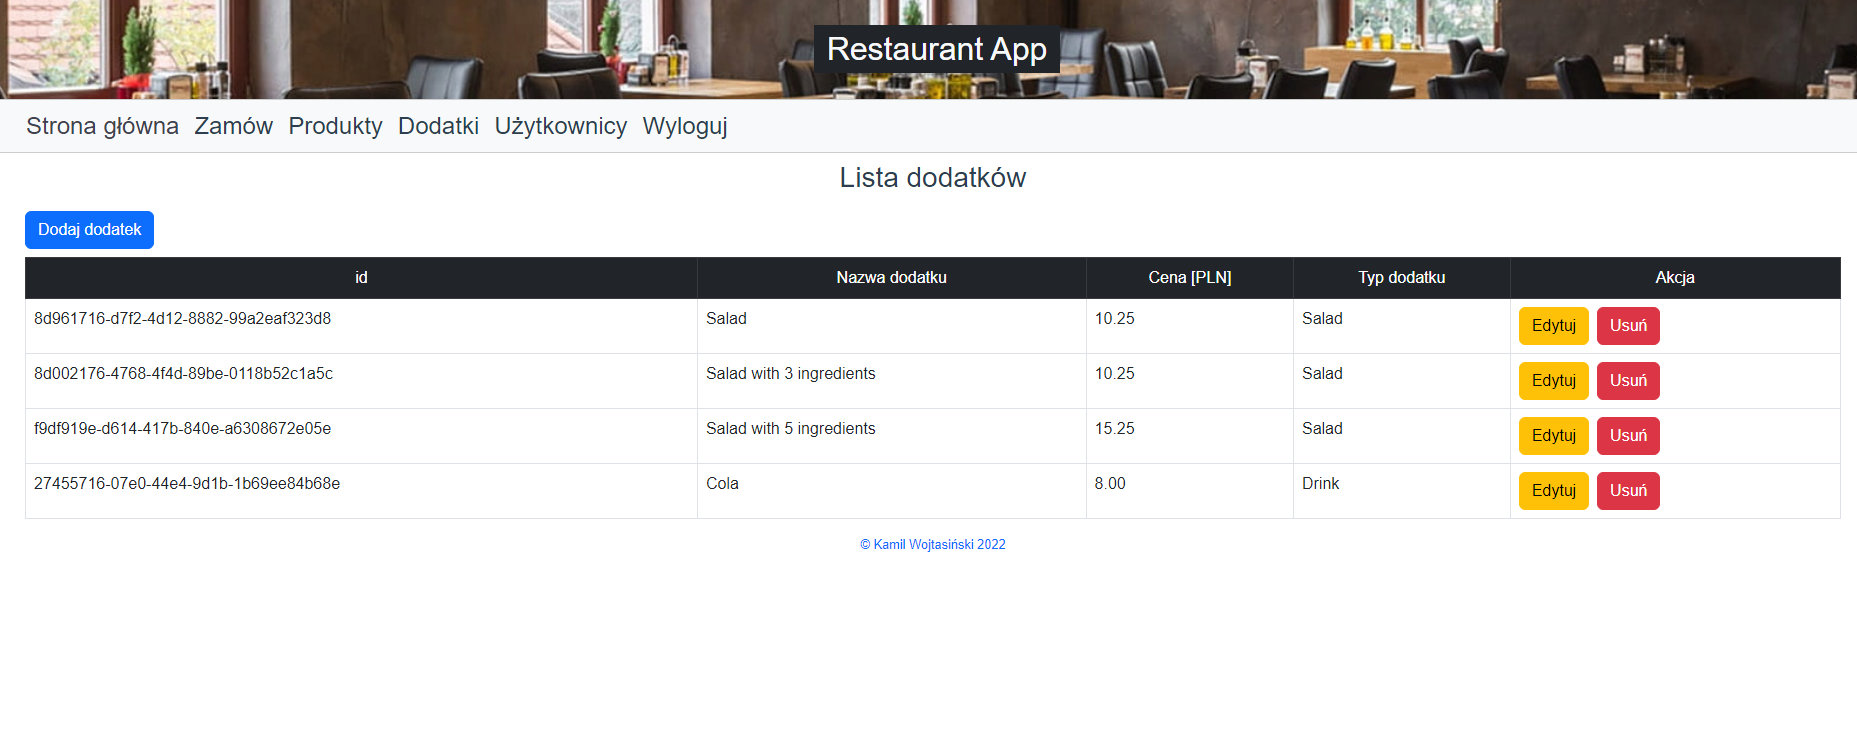 Restaurant App
Strona główna Zamów Produkty Dodatki Użytkownicy Wyloguj
Lista dodatków
Dodaj dodatek
id Nazwa dodatku Cena [PLN] Typ dodatku Akcja
8d961716-d7f2-4d12-8882-99a2eaf323d8 Salad 10.25 Salad Edytuj Usuń
8d002176-4768-4f4d-89be-0118b52c1a5c Salad with 3 ingredients 10.25 Salad Edytuj Usuń
f9df919e-d614-417b-840e-a6308672e05e Salad with 5 ingredients 15.25 Salad Edytuj Usuń
27455716-07e0-44e4-9d1b-1b69ee84b68e Cola 8.00 Drink Edytuj Usuń
© Kamil Wojtasiński 2022